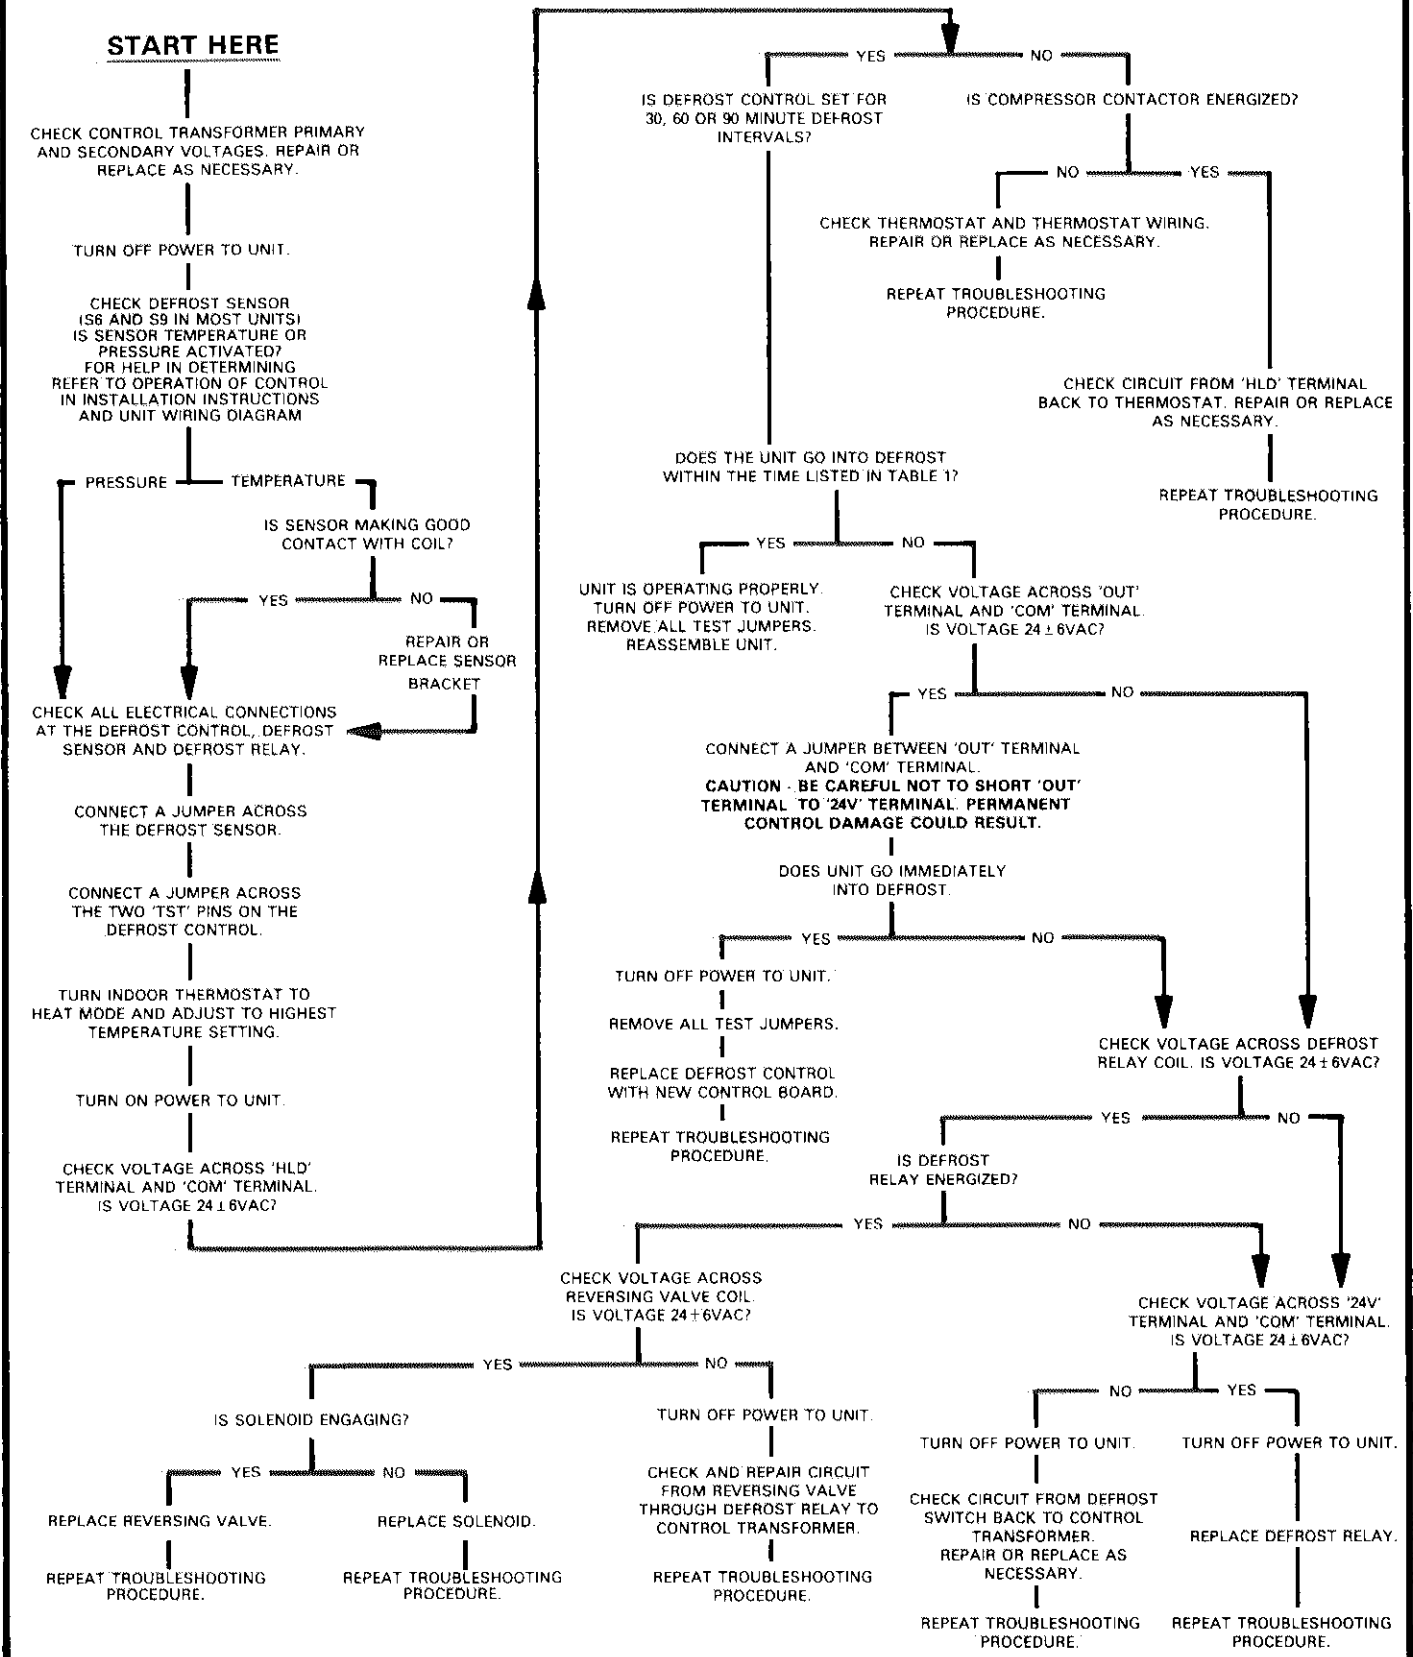 START HERE
CHECK CONTROL TRANSFORMER PRIMARY
AND SECONDARY VOLTAGES. REPAIR OR
REPLACE AS NECESSARY.
TURN OFF POWER TO UNIT.
CHECK DEFROST SENSOR
(S6 AND S9 IN MOST UNITS)
IS SENSOR TEMPERATURE OR
PRESSURE ACTIVATED?
FOR HELP IN DETERMINING
REFER TO OPERATION OF CONTROL
IN INSTALLATION INSTRUCTIONS
AND UNIT WIRING DIAGRAM
PRESSURE
TEMPERATURE
IS SENSOR MAKING GOOD
CONTACT WITH COIL?
YES
NO
REPAIR OR
REPLACE SENSOR
BRACKET
CHECK ALL ELECTRICAL CONNECTIONS
AT THE DEFROST CONTROL, DEFROST
SENSOR AND DEFROST RELAY.
CONNECT A JUMPER ACROSS
THE DEFROST SENSOR.
CONNECT A JUMPER ACROSS
THE TWO 'TST' PINS ON THE
DEFROST CONTROL.
TURN INDOOR THERMOSTAT TO
HEAT MODE AND ADJUST TO HIGHEST
TEMPERATURE SETTING.
TURN ON POWER TO UNIT.
CHECK VOLTAGE ACROSS 'HLD'
TERMINAL AND 'COM' TERMINAL.
IS VOLTAGE 24±6VAC?
YES
NO
IS DEFROST CONTROL SET FOR
30, 60 OR 90 MINUTE DEFROST
INTERVALS?
IS COMPRESSOR CONTACTOR ENERGIZED?
NO
YES
CHECK THERMOSTAT AND THERMOSTAT WIRING.
REPAIR OR REPLACE AS NECESSARY.
REPEAT TROUBLESHOOTING
PROCEDURE.
CHECK CIRCUIT FROM 'HLD' TERMINAL
BACK TO THERMOSTAT. REPAIR OR REPLACE
AS NECESSARY.
REPEAT TROUBLESHOOTING
PROCEDURE.
DOES THE UNIT GO INTO DEFROST
WITHIN THE TIME LISTED IN TABLE 1?
YES
NO
UNIT IS OPERATING PROPERLY.
TURN OFF POWER TO UNIT.
REMOVE ALL TEST JUMPERS.
REASSEMBLE UNIT.
CHECK VOLTAGE ACROSS 'OUT'
TERMINAL AND 'COM' TERMINAL.
IS VOLTAGE 24±6VAC?
YES
NO
CONNECT A JUMPER BETWEEN 'OUT' TERMINAL
AND 'COM' TERMINAL.
CAUTION - BE CAREFUL NOT TO SHORT 'OUT'
TERMINAL TO '24V' TERMINAL. PERMANENT
CONTROL DAMAGE COULD RESULT.
DOES UNIT GO IMMEDIATELY
INTO DEFROST.
YES
NO
TURN OFF POWER TO UNIT.
REMOVE ALL TEST JUMPERS.
REPLACE DEFROST CONTROL
WITH NEW CONTROL BOARD.
REPEAT TROUBLESHOOTING
PROCEDURE.
CHECK VOLTAGE ACROSS DEFROST
RELAY COIL. IS VOLTAGE 24±6VAC?
YES
NO
IS DEFROST
RELAY ENERGIZED?
YES
NO
CHECK VOLTAGE ACROSS
REVERSING VALVE COIL.
IS VOLTAGE 24±6VAC?
YES
NO
IS SOLENOID ENGAGING?
YES
NO
REPLACE REVERSING VALVE.
REPEAT TROUBLESHOOTING
PROCEDURE.
REPLACE SOLENOID.
REPEAT TROUBLESHOOTING
PROCEDURE.
TURN OFF POWER TO UNIT.
CHECK AND REPAIR CIRCUIT
FROM REVERSING VALVE
THROUGH DEFROST RELAY TO
CONTROL TRANSFORMER.
REPEAT TROUBLESHOOTING
PROCEDURE.
CHECK VOLTAGE ACROSS '24V'
TERMINAL AND 'COM' TERMINAL.
IS VOLTAGE 24±6VAC?
NO
YES
TURN OFF POWER TO UNIT.
CHECK CIRCUIT FROM DEFROST
SWITCH BACK TO CONTROL
TRANSFORMER.
REPAIR OR REPLACE AS
NECESSARY.
REPEAT TROUBLESHOOTING
PROCEDURE.
TURN OFF POWER TO UNIT.
REPLACE DEFROST RELAY.
REPEAT TROUBLESHOOTING
PROCEDURE.